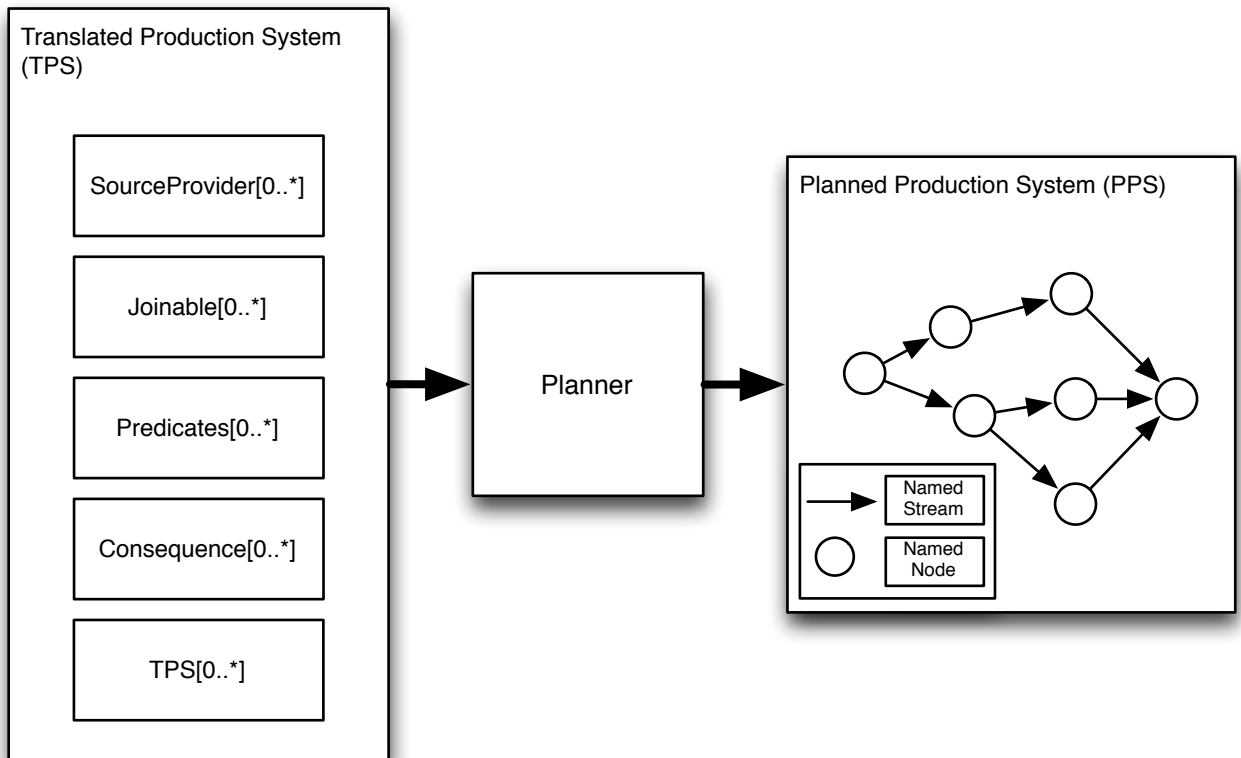 Translated Production System
(TPS)
SourceProvider[0..*]
Joinable[0..*]
Predicates[0..*]
Consequence[0..*]
TPS[0..*]
Planner
Planned Production System (PPS)
Named
Stream
Named
Node